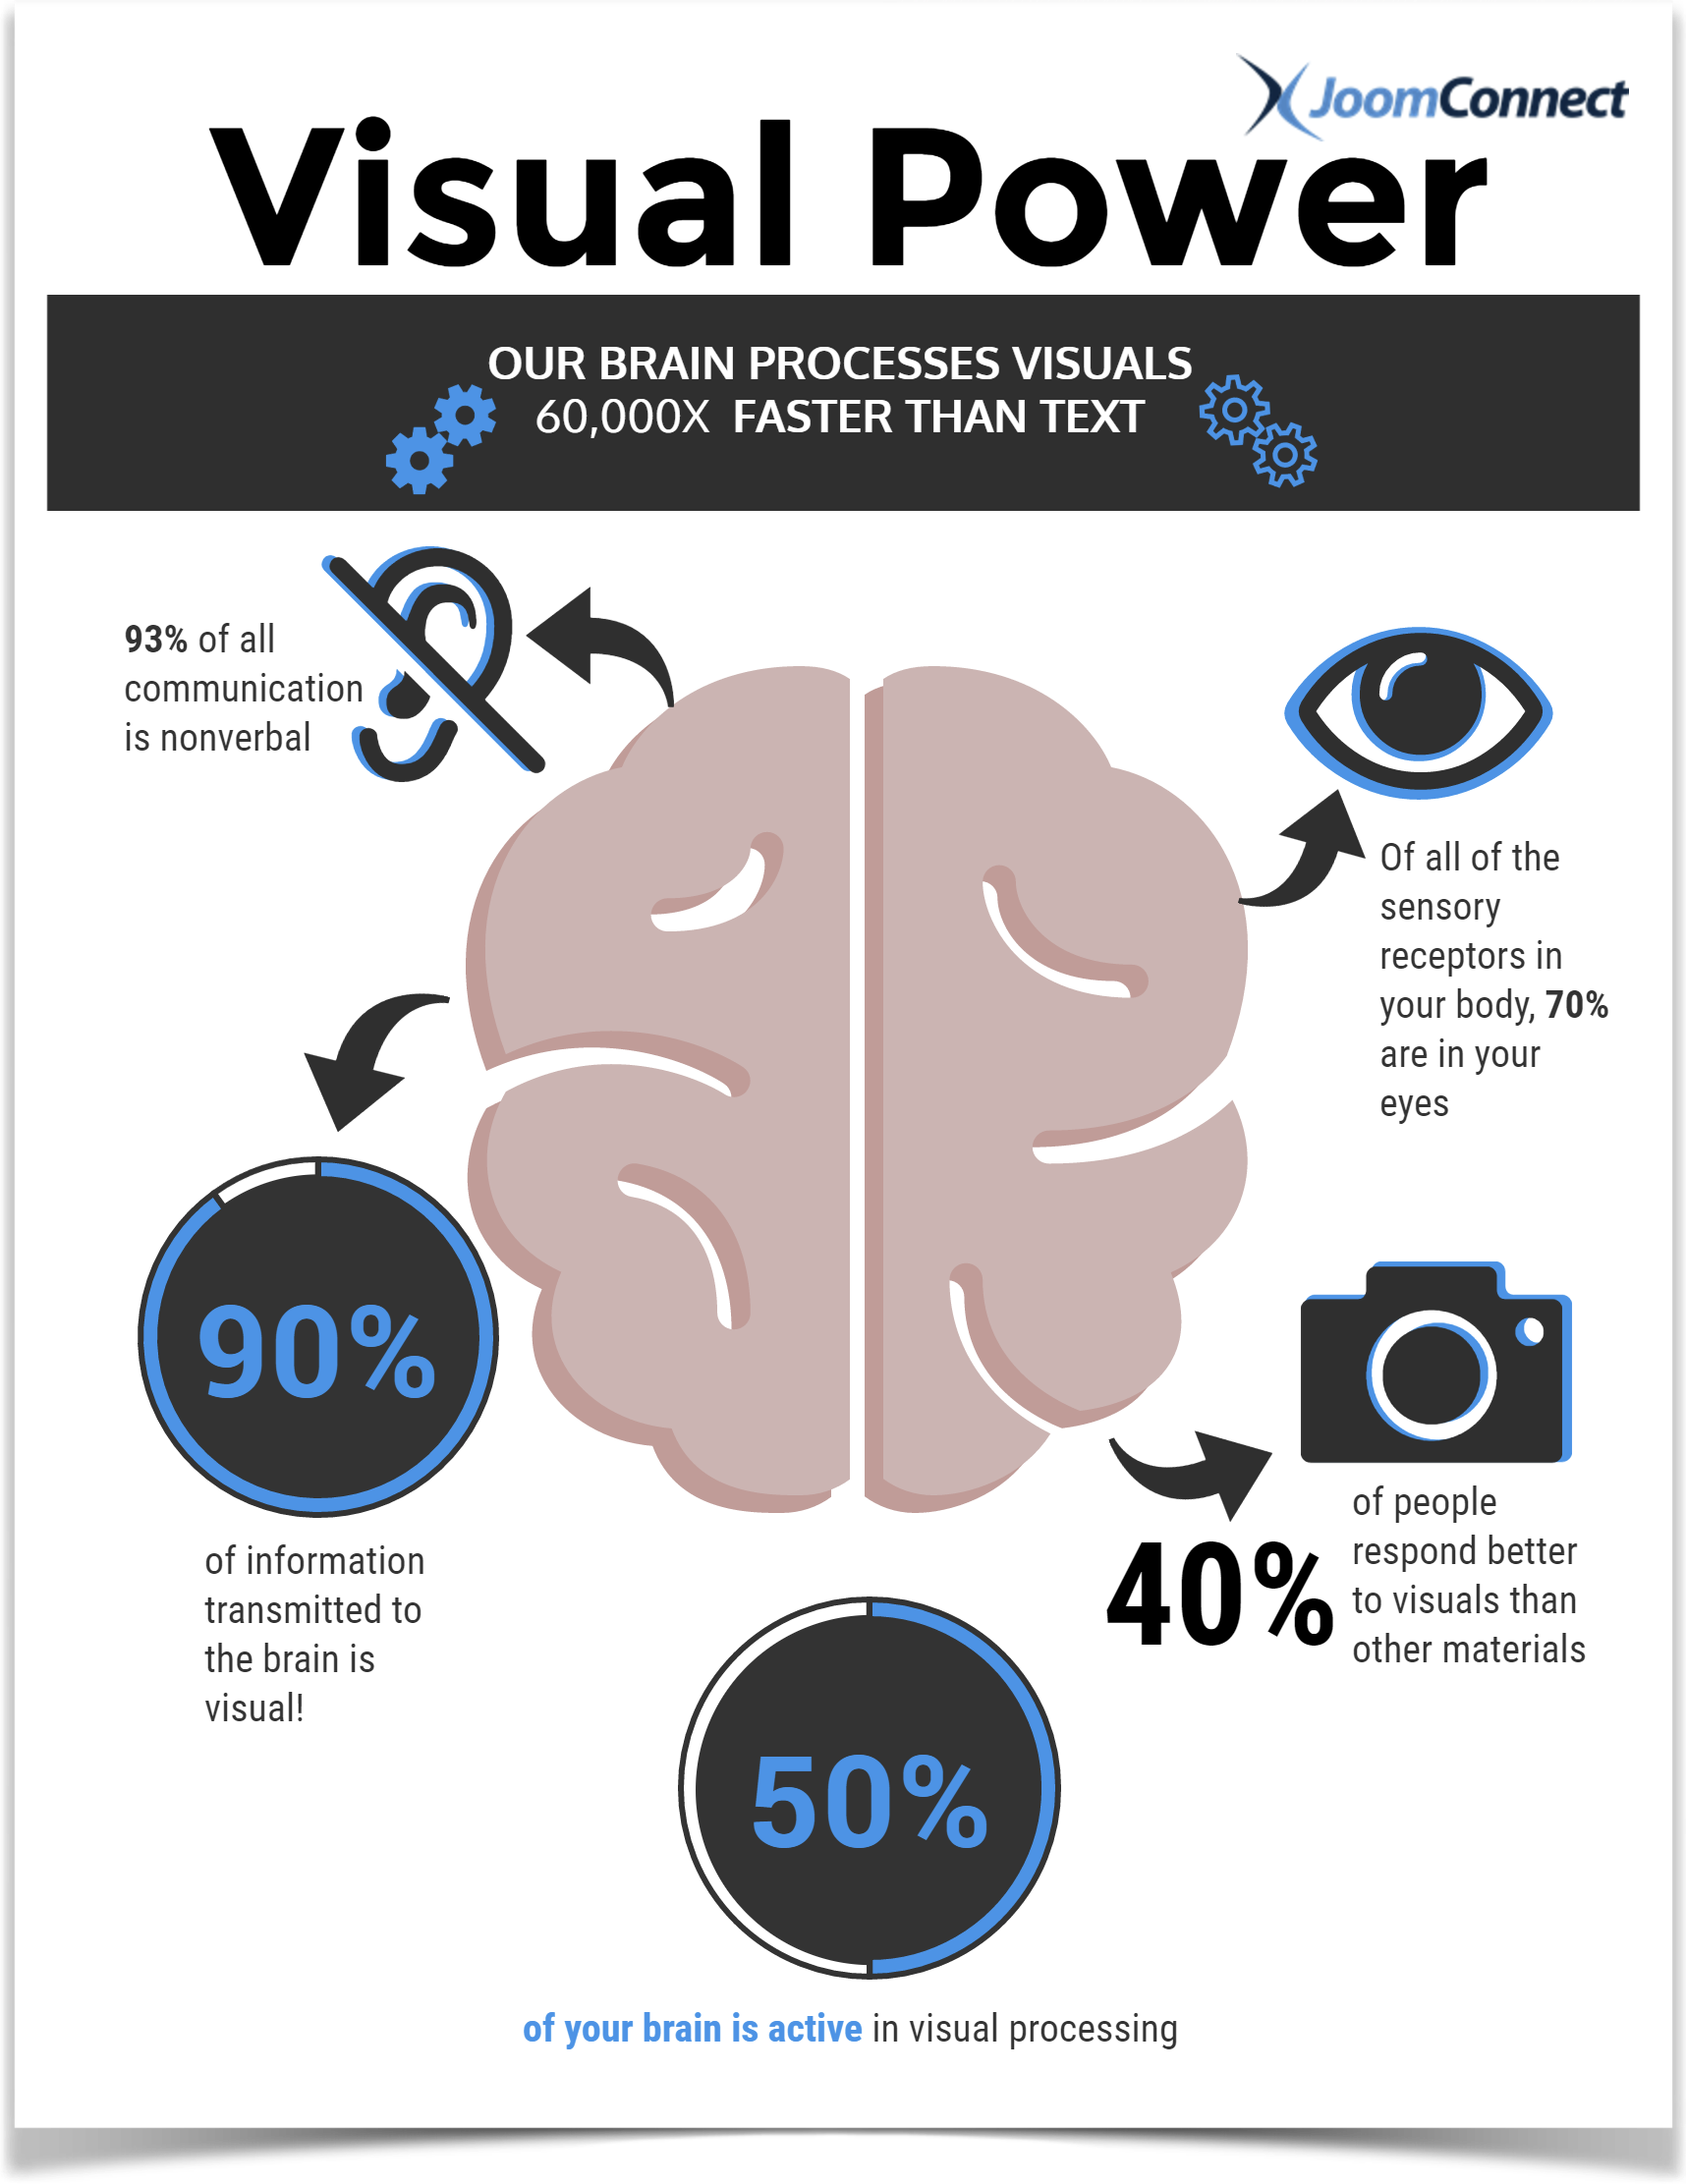 JoomConnect
Visual Power
OUR BRAIN PROCESSES VISUALS
60,000X FASTER THAN TEXT
93% of all
communication
is nonverbal
Of all of the
sensory
receptors in
your body, 70%
are in your
eyes
90%
of information
transmitted to
the brain is
visual!
40%
of people
respond better
to visuals than
other materials
50%
of your brain is active in visual processing